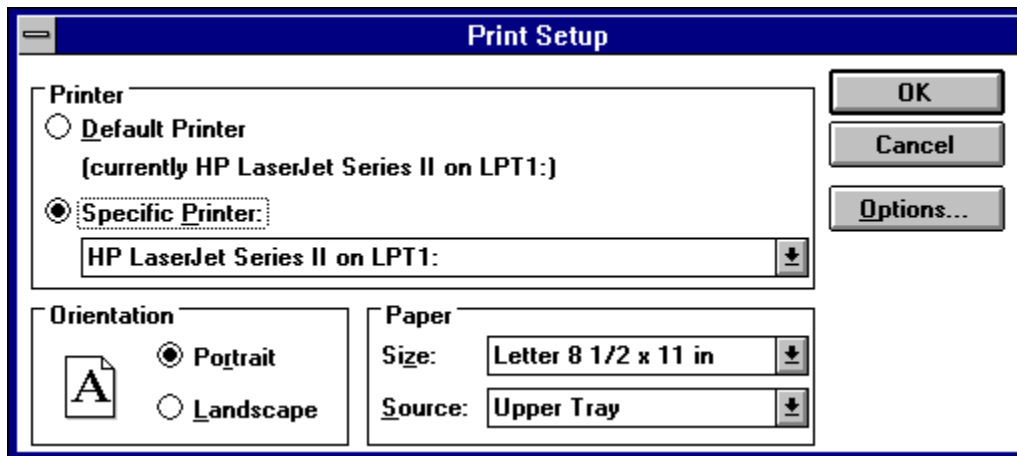 Print Setup
Printer
Default Printer
(currently HP LaserJet Series II on LPT1:)
Specific Printer:
HP LaserJet Series II on LPT1:
OK
Cancel
Options...
Orientation
A
Portrait
Landscape
Paper
Size: Letter 8 1/2 x 11 in
Source: Upper Tray